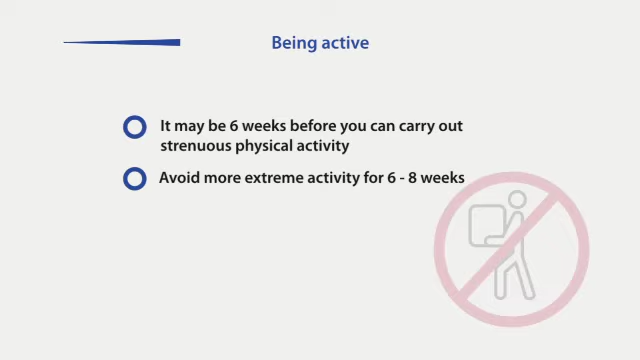 Being active
It may be 6 weeks before you can carry out
strenuous physical activity
Avoid more extreme activity for 6 - 8 weeks